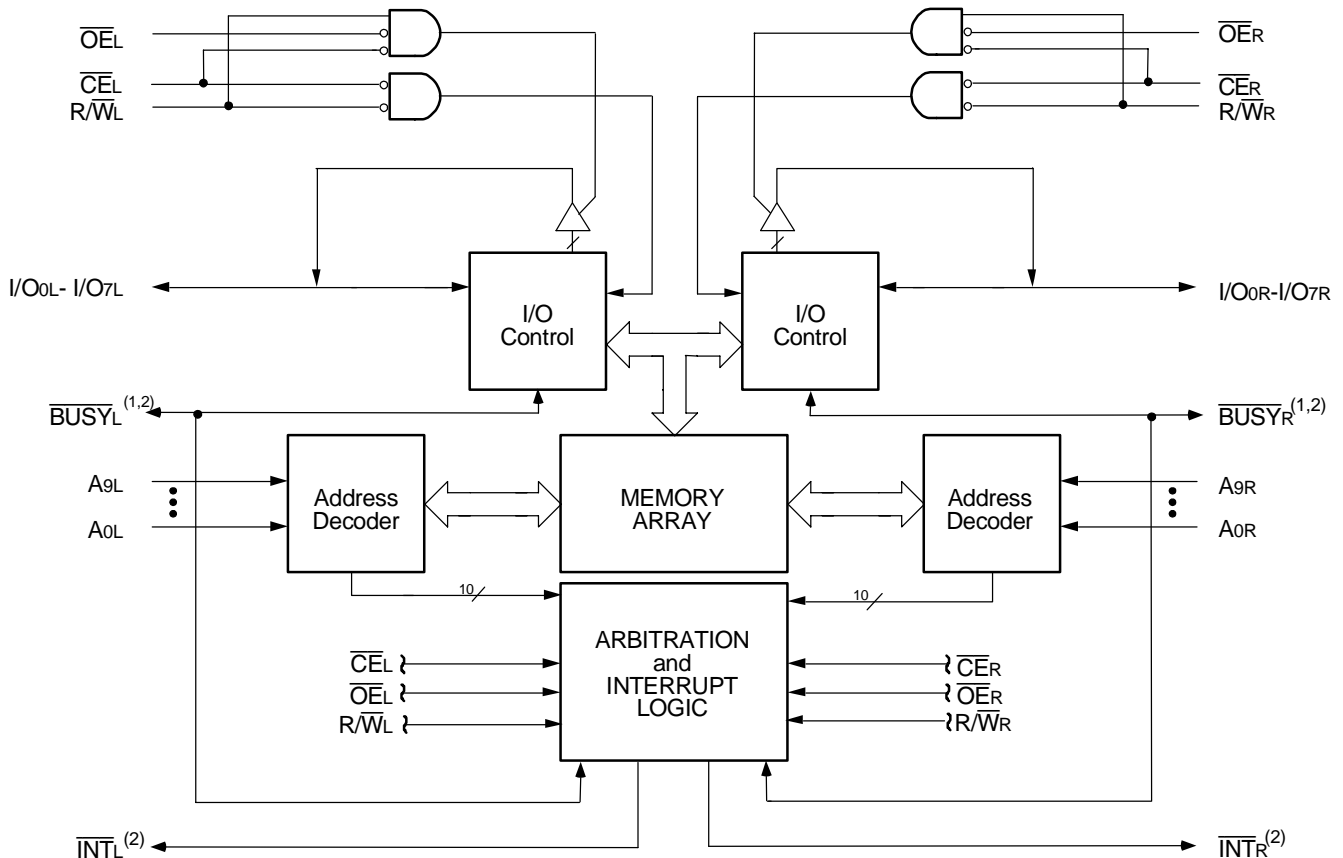 OEL
OER
CEL
CER
R/WL
R/WR
I/O0L- I/O7L
I/O
Control
I/O
Control
I/O0R-I/O7R
BUSYL(1,2)
BUSYR(1,2)
A9L
A0L
Address
Decoder
MEMORY
ARRAY
Address
Decoder
A9R
A0R
10
10
ARBITRATION
and
INTERRUPT
LOGIC
CEL
OEL
R/WL
CER
OER
R/WR
INTL(2)
INTR(2)